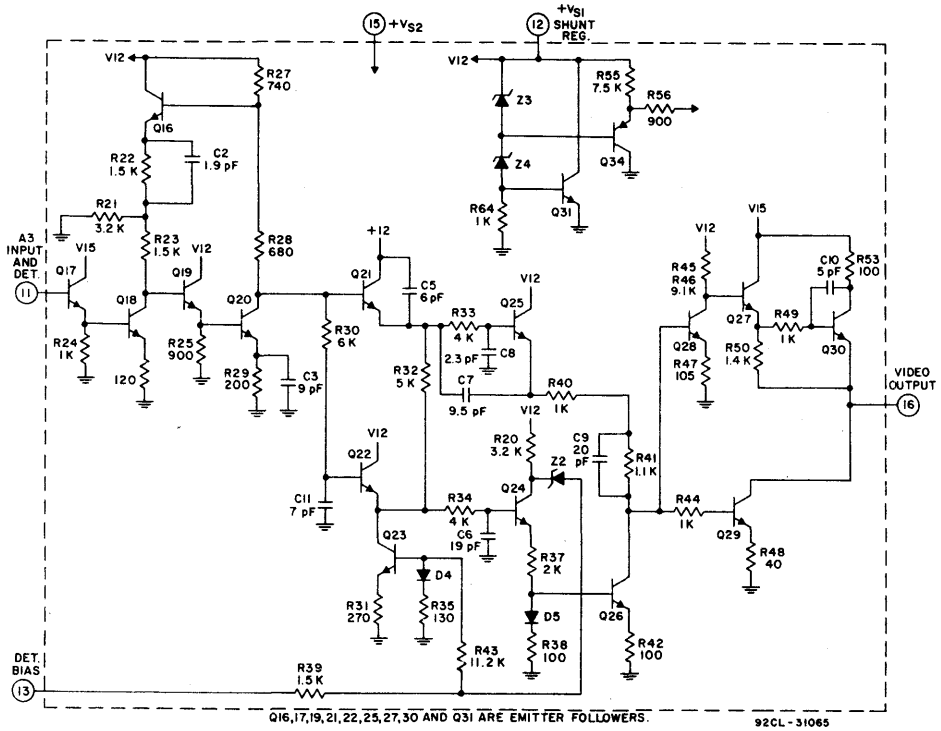 15 +VS2
12 +VS1
SHUNT
REG.
V12
R27
740
Q16
R22
1.5 K
C2
1.9 pF
R21
3.2 K
R23
1.5 K
R28
680
V12
Z3
Z4
R55
7.5 K
R56
900
Q34
Q31
R64
1K
A3
INPUT
AND
DET.
11
V15
Q17
Q18
V12
Q19
Q20
R24
1K
120
R25
900
R29
200
C3
9 pF
+12
Q21
C5
6 pF
R30
6 K
R32
5 K
R33
4 K
V12
Q25
C8
2.3 pF
C7
9.5 pF
R40
1K
V12
R45
R46
9.1 K
V15
Q27
Q28
R47
105
R49
1K
R50
1.4 K
C10
5 pF
R53
100
Q30
VIDEO
OUTPUT
16
V12
Q22
C11
7 pF
Q23
V12
R20
3.2 K
Z2
Q24
R34
4 K
C6
19 pF
C9
20
pF
R41
1.1 K
R44
1K
Q29
R48
40
R31
270
D4
R35
130
R37
2 K
D5
R38
100
Q26
R42
100
R43
11.2 K
DET.
BIAS
13
R39
1.5 K
Q16,17,19,21,22,25,27,30 AND Q31 ARE EMITTER FOLLOWERS.
92CL-31065